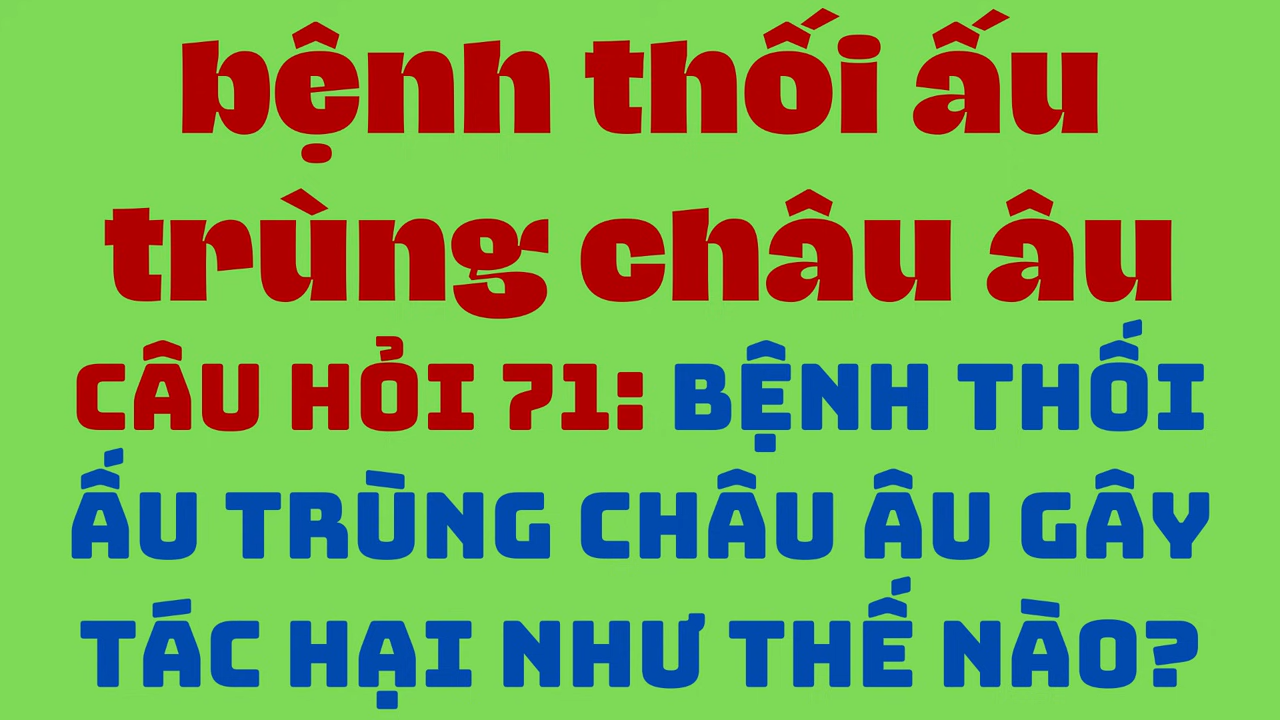 bệnh thối ấu
trùng châu âu
CÂU HỎI 71: BỆNH THỐI
ẤU TRÙNG CHÂU ÂU GÂY
TÁC HẠI NHƯ THẾ NÀO?